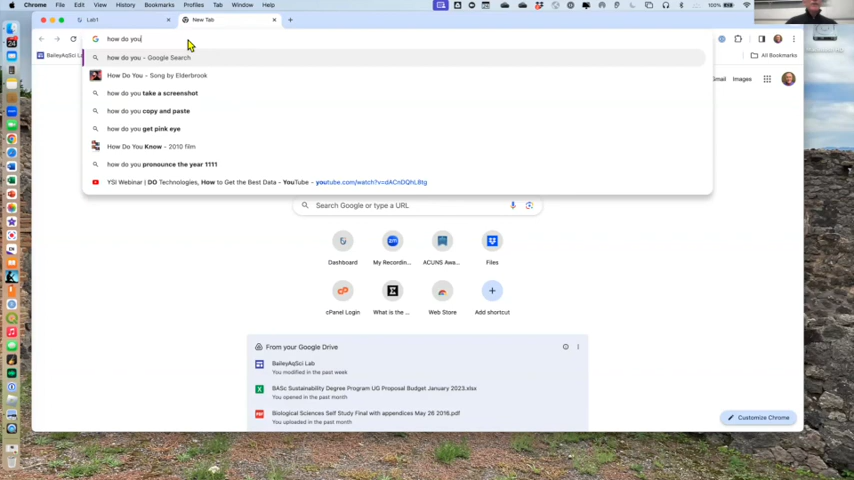 Chrome File Edit View History Bookmarks Profiles Tab Window Help
100%
Lab1
New Tab
how do you
how do you - Google Search
How Do You - Song by Elderbrook
how do you take a screenshot
how do you copy and paste
how do you get pink eye
How Do You Know - 2010 film
how do you pronounce the year 1111
YSI Webinar | DO Technologies, How to Get the Best Data - YouTube - youtube.com/watch?v=dACnDQhLBtg
BaileyAqSci La
All Bookmarks
Gmail Images
Search Google or type a URL
Dashboard
My Recordin...
ACUNS Awa...
Files
cPanel Login
What is the ...
Web Store
Add shortcut
From your Google Drive
BaileyAqSci Lab
You modified in the past week
BASc Sustainability Degree Program UG Proposal Budget January 2023.xlsx
You opened in the past month
Biological Sciences Self Study Final with appendices May 26 2016.pdf
You uploaded in the past month
Customize Chrome